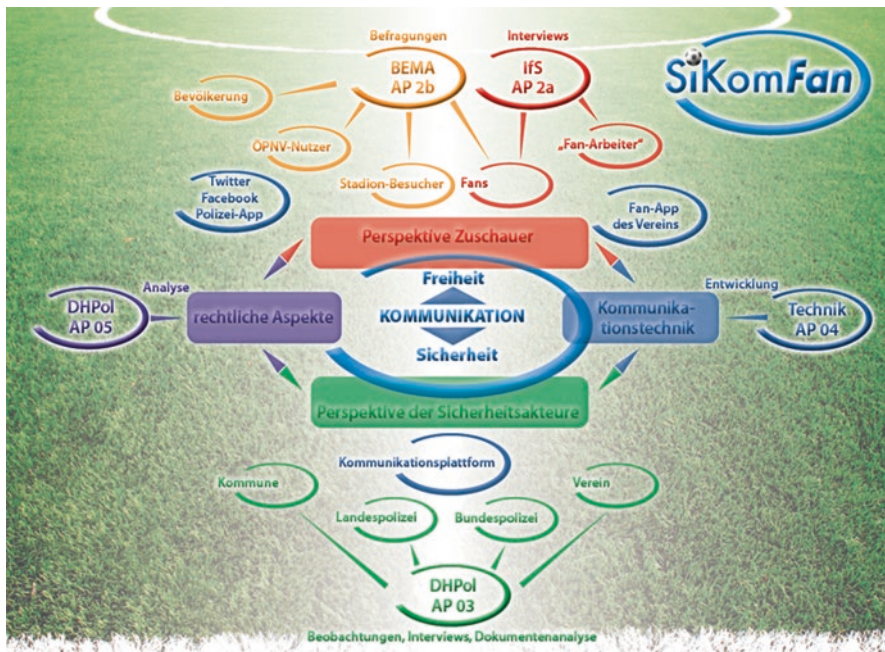 Befragungen
Interviews
BEMA
AP 2b
IfS
AP 2a
SiKomFan
Bevölkerung
ÖPNV-Nutzer
„Fan-Arbeiter“
Stadion-Besucher
Fans
Twitter
Facebook
Polizei-App
Fan-App
des Vereins
Perspektive Zuschauer
Freiheit
Analyse
Entwicklung
DHPol
AP 05
rechtliche Aspekte
KOMMUNIKATION
Kommunika-
tionstechnik
Technik
AP 04
Sicherheit
Perspektive der Sicherheitsakteure
Kommunikationsplattform
Kommune
Verein
Landespolizei
Bundespolizei
DHPol
AP 03
Beobachtungen, Interviews, Dokumentenanalyse